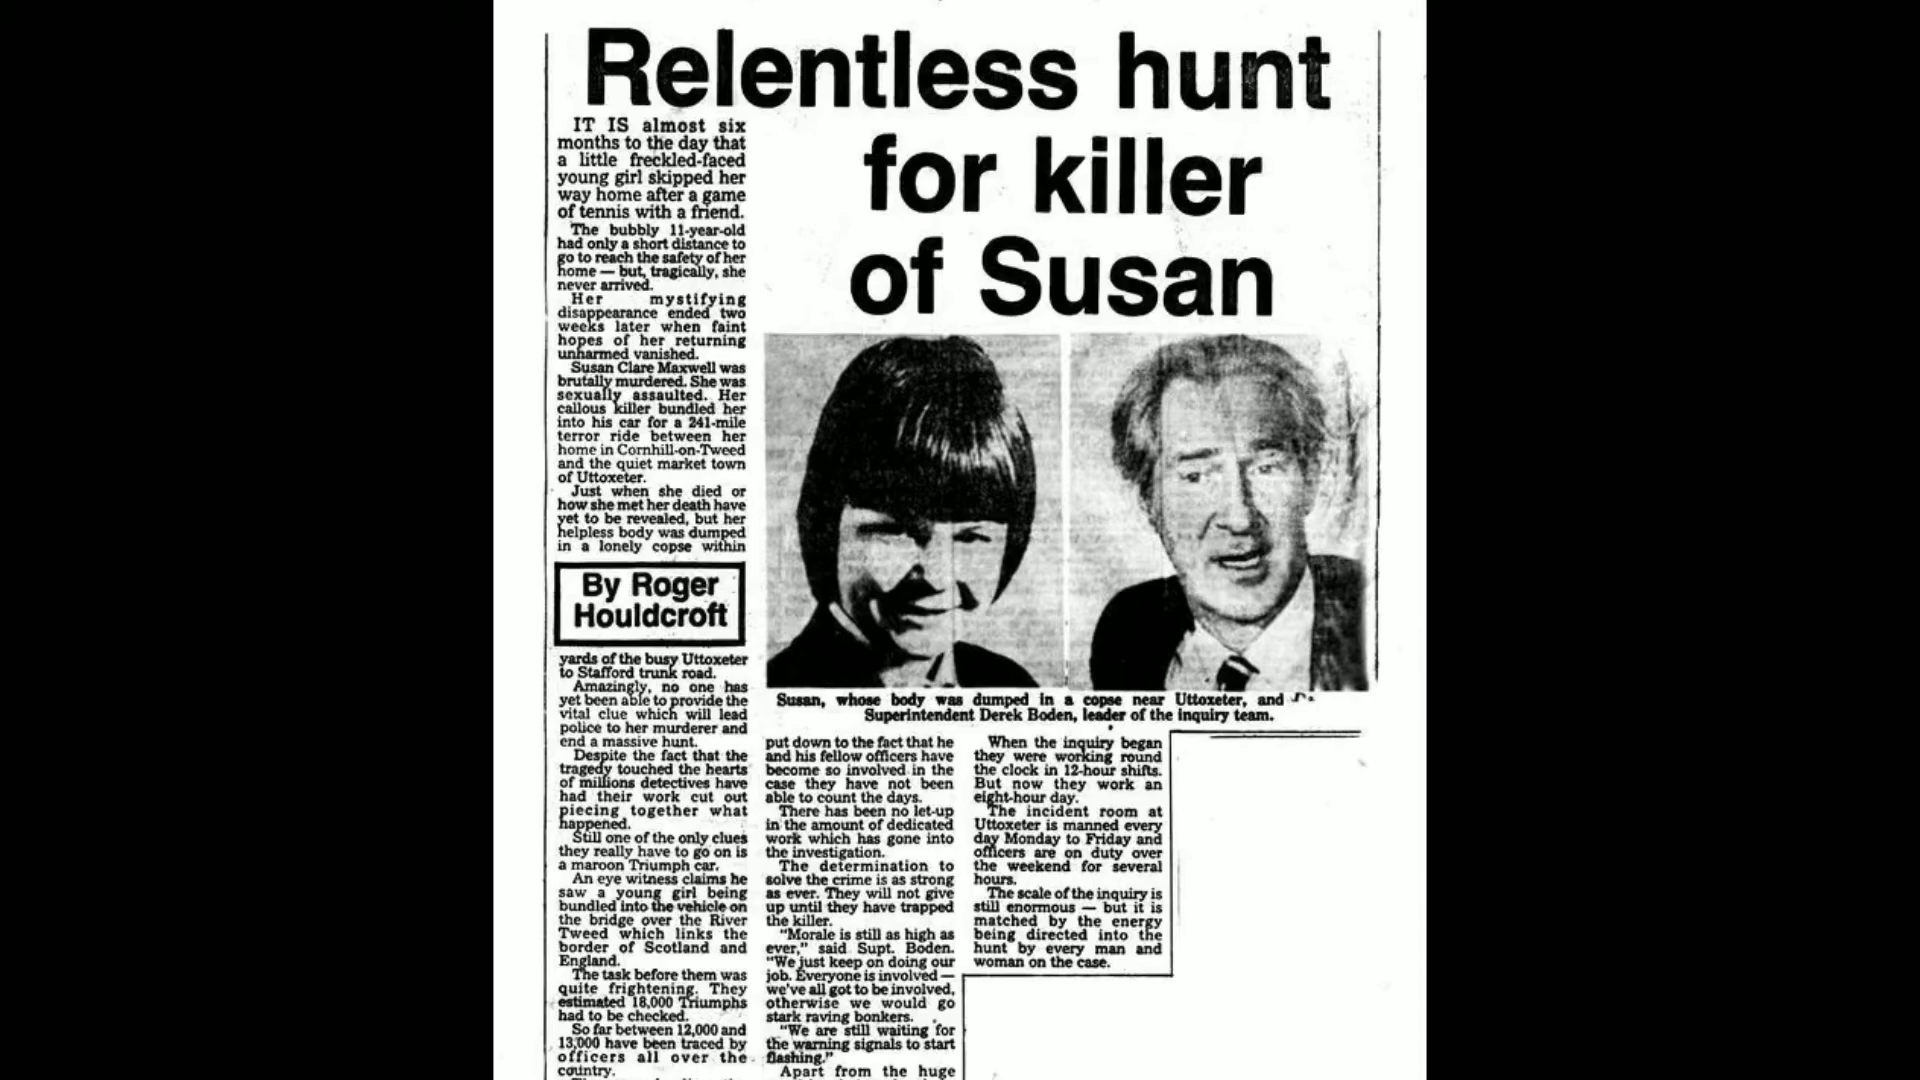 Relentless hunt
for killer
of Susan
IT IS almost six
months to the day that
a little freckled-faced
young girl skipped her
way home after a game
of tennis with a friend.
The bubbly 11-year-old
had only a short distance to
go to reach the safety of her
home — but, tragically, she
never arrived.
Her mystifying
disappearance ended two
weeks later when faint
hopes of her returning
unharmed vanished.
Susan Clare Maxwell was
brutally murdered. She was
sexually assaulted. Her
callous killer bundled her
into his car for a 241-mile
terror ride between her
home in Cornhill-on-Tweed
and the quiet market town
of Uttoxeter.
Just when she died or
how she met her death have
yet to be revealed, but her
helpless body was dumped
in a lonely copse within
By Roger
Houldcroft
yards of the busy Uttoxeter
to Stafford trunk road.
Amazingly, no one has
yet been able to provide the
vital clue which will lead
police to her murderer and
end a massive hunt.
Despite the fact that the
tragedy touched the hearts
of millions detectives have
had their work cut out
piecing together what
happened.
Still one of the only clues
they really have to go on is
a maroon Triumph car.
An eye witness claims he
saw a young girl being
bundled into the vehicle on
the bridge over the River
Tweed which links the
border of Scotland and
England.
The task before them was
quite frightening. They
estimated 18,000 Triumphs
had to be checked.
So far between 12,000 and
13,000 have been traced by
officers all over the
country.
Susan, whose body was dumped in a copse near Uttoxeter, and
Superintendent Derek Boden, leader of the inquiry team.
put down to the fact that he
and his fellow officers have
become so involved in the
case they have not been
able to count the days.
There has been no let-up
in the amount of dedicated
work which has gone into
the investigation.
The determination to
solve the crime is as strong
as ever. They will not give
up until they have trapped
the killer.
"Morale is still as high as
ever," said Supt. Boden.
"We just keep on doing our
job. Everyone is involved —
we've all got to be involved,
otherwise we would go
stark raving bonkers.
"We are still waiting for
the warning signals to start
flashing."
Apart from the huge
When the inquiry began
they were working round
the clock in 12-hour shifts.
But now they work an
eight-hour day.
The incident room at
Uttoxeter is manned every
day Monday to Friday and
officers are on duty over
the weekend for several
hours.
The scale of the inquiry is
still enormous — but it is
matched by the energy
being directed into the
hunt by every man and
woman on the case.